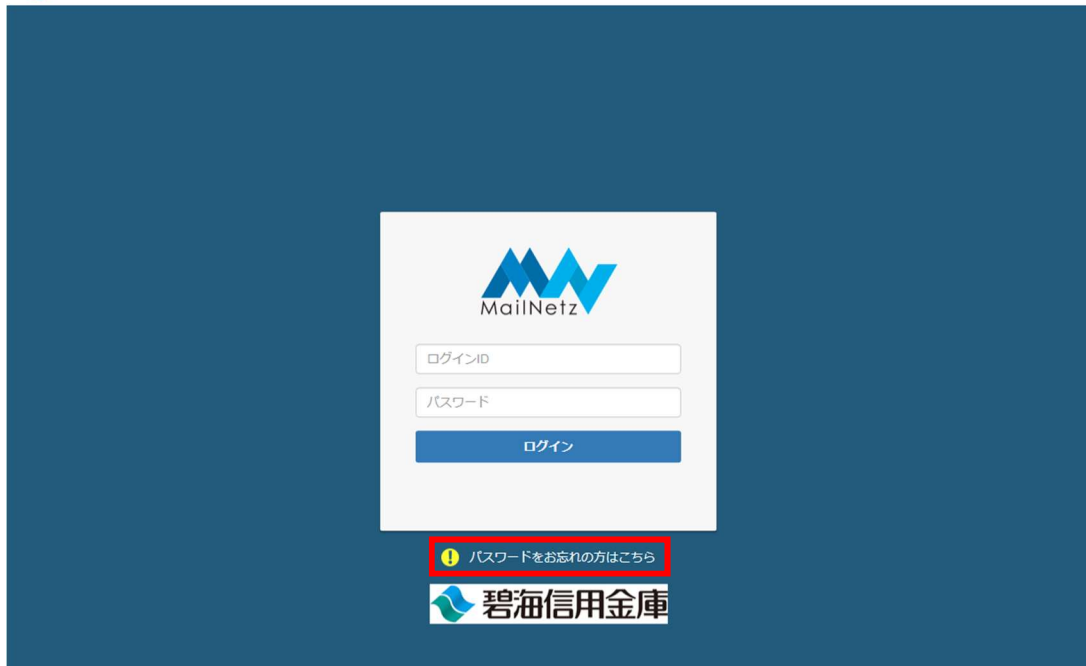 MailNetz
ログインID
パスワード
ログイン
パスワードをお忘れの方はこちら
碧海信用金庫